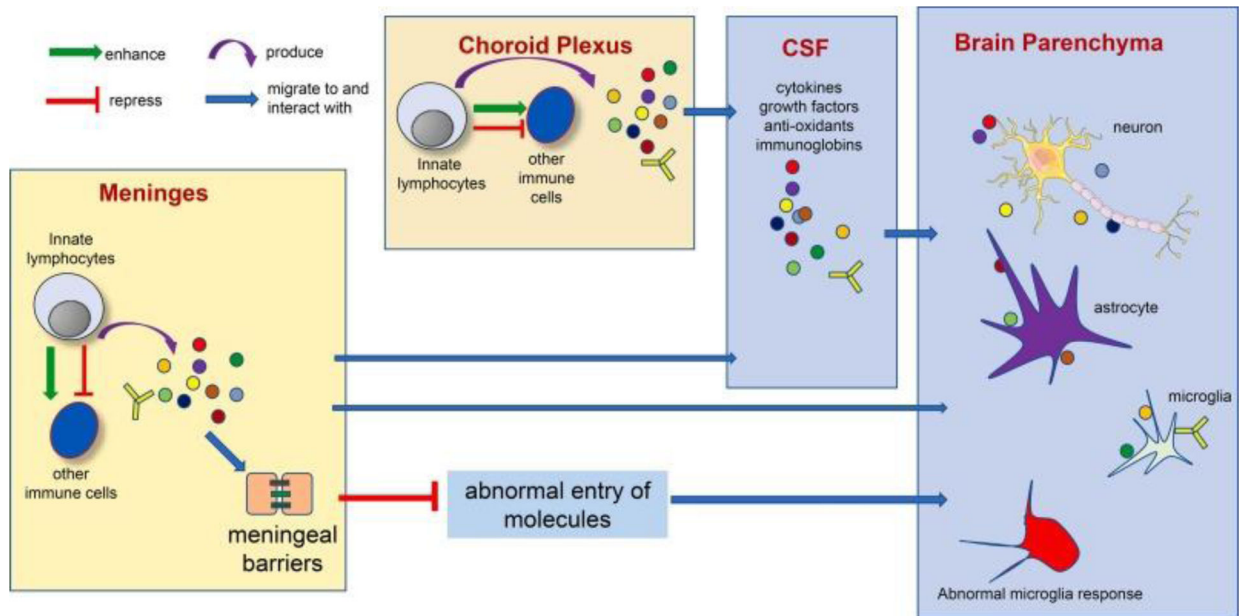 enhance
produce
repress
migrate to and
interact with
Choroid Plexus
Innate
lymphocytes
other
immune
cells
CSF
cytokines
growth factors
anti-oxidants
immunoglobins
Brain Parenchyma
neuron
astrocyte
microglia
Abnormal microglia response
Meninges
Innate
lymphocytes
other
immune cells
meningeal
barriers
abnormal entry of
molecules